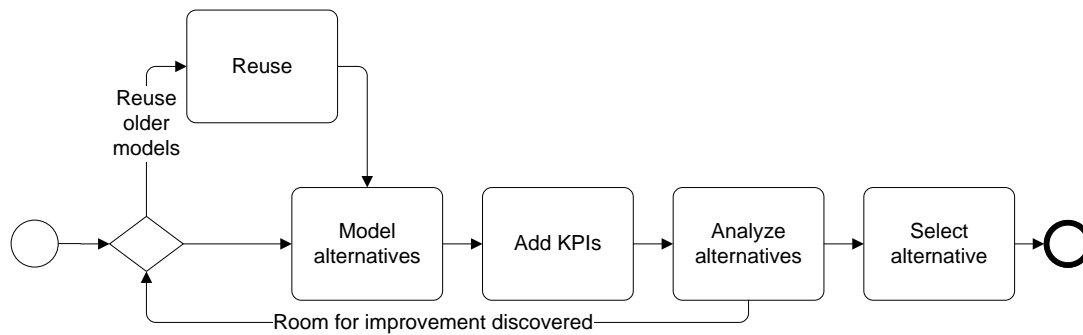 Reuse
Reuse
older
models
Model
alternatives
Add KPIs
Analyze
alternatives
Select
alternative
Room for improvement discovered